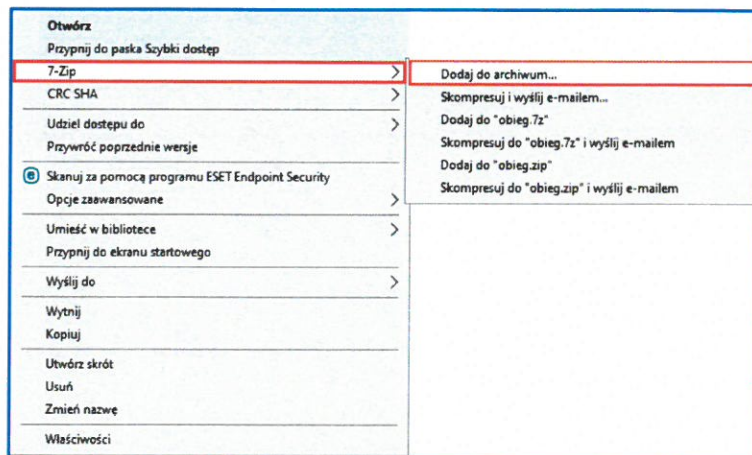 Otwórz
Przypnij do paska Szybki dostęp
7-Zip
CRC SHA
Udziel dostępu do
Przywróć poprzednie wersje
Skanuj za pomocą programu ESET Endpoint Security
Opcje zaawansowane
Umieść w bibliotece
Przypnij do ekranu startowego
Wyślij do
Wytnij
Kopiuj
Utwórz skrót
Usuń
Zmień nazwę
Właściwości
Dodaj do archiwum...
Skompresuj i wyślij e-mailem...
Dodaj do "obieg.7z"
Skompresuj do "obieg.7z" i wyślij e-mailem
Dodaj do "obieg.zip"
Skompresuj do "obieg.zip" i wyślij e-mailem